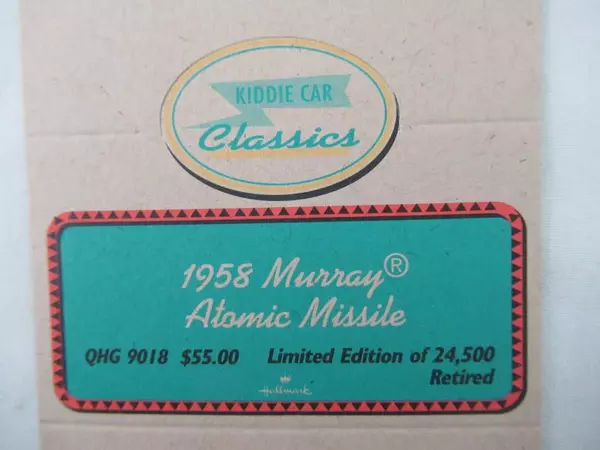 KIDDIE CAR
Classics
1958 Murray®
Atomic Missile
QHG 9018 $55.00 Limited Edition of 24,500
Retired
Hallmark